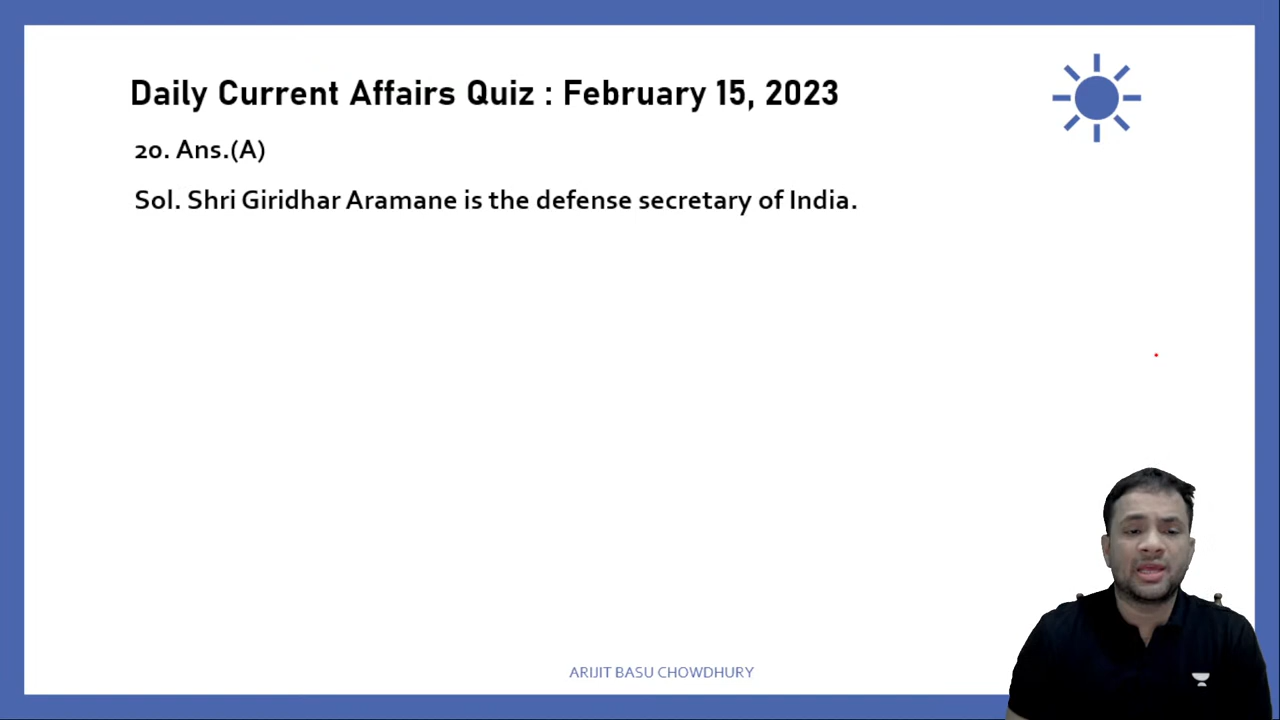 Daily Current Affairs Quiz : February 15, 2023
20. Ans.(A)
Sol. Shri Giridhar Aramane is the defense secretary of India.
ARIJIT BASU CHOWDHURY